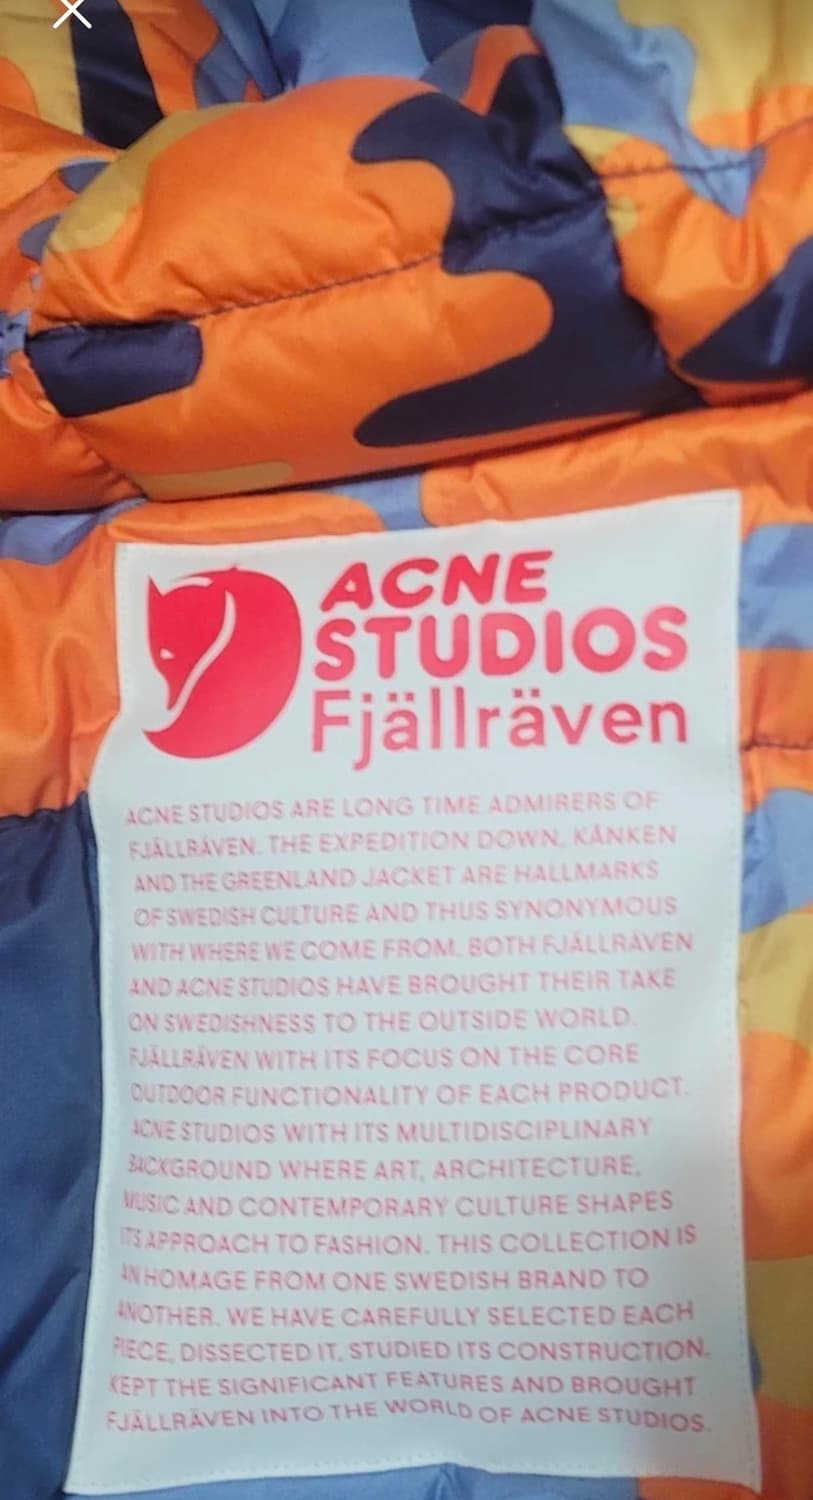 ACNE
STUDIOS
Fjällräven
ACNE STUDIOS ARE LONG TIME ADMIRERS OF
FJÄLLRÄVEN. THE EXPEDITION DOWN, KÅNKEN
AND THE GREENLAND JACKET ARE HALLMARKS
OF SWEDISH CULTURE AND THUS SYNONYMOUS
WITH WHERE WE COME FROM. BOTH FJÄLLRÄVEN
AND ACNE STUDIOS HAVE BROUGHT THEIR TAKE
ON SWEDISHNESS TO THE OUTSIDE WORLD.
FJÄLLRÄVEN WITH ITS FOCUS ON THE CORE
OUTDOOR FUNCTIONALITY OF EACH PRODUCT.
ACNE STUDIOS WITH ITS MULTIDISCIPLINARY
BACKGROUND WHERE ART, ARCHITECTURE,
MUSIC AND CONTEMPORARY CULTURE SHAPES
ITS APPROACH TO FASHION. THIS COLLECTION IS
AN HOMAGE FROM ONE SWEDISH BRAND TO
ANOTHER. WE HAVE CAREFULLY SELECTED EACH
PIECE, DISSECTED IT, STUDIED ITS CONSTRUCTION,
KEPT THE SIGNIFICANT FEATURES AND BROUGHT
FJÄLLRÄVEN INTO THE WORLD OF ACNE STUDIOS.